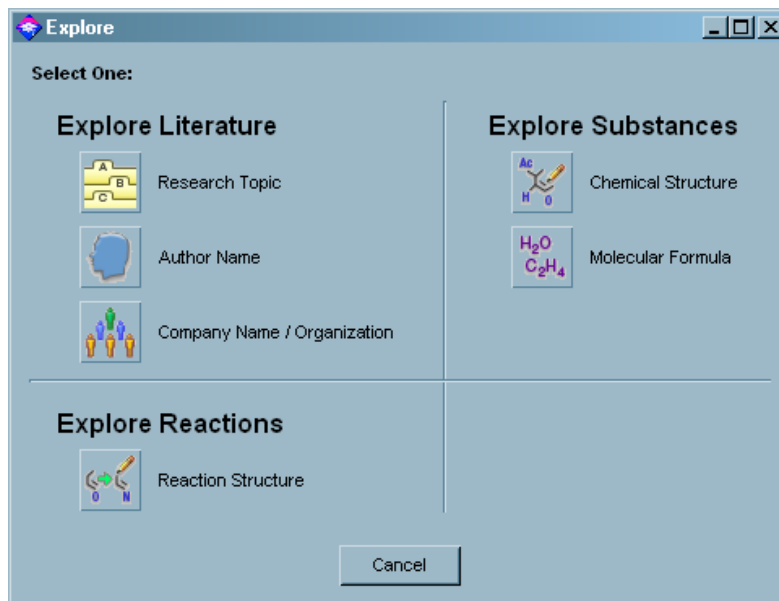 Explore
Select One:
Explore Literature
A
B
C
Research Topic
Author Name
Company Name / Organization
Explore Substances
Ac
H O
Chemical Structure
H₂O
C₂H₄
Molecular Formula
Explore Reactions
O N
Reaction Structure
Cancel